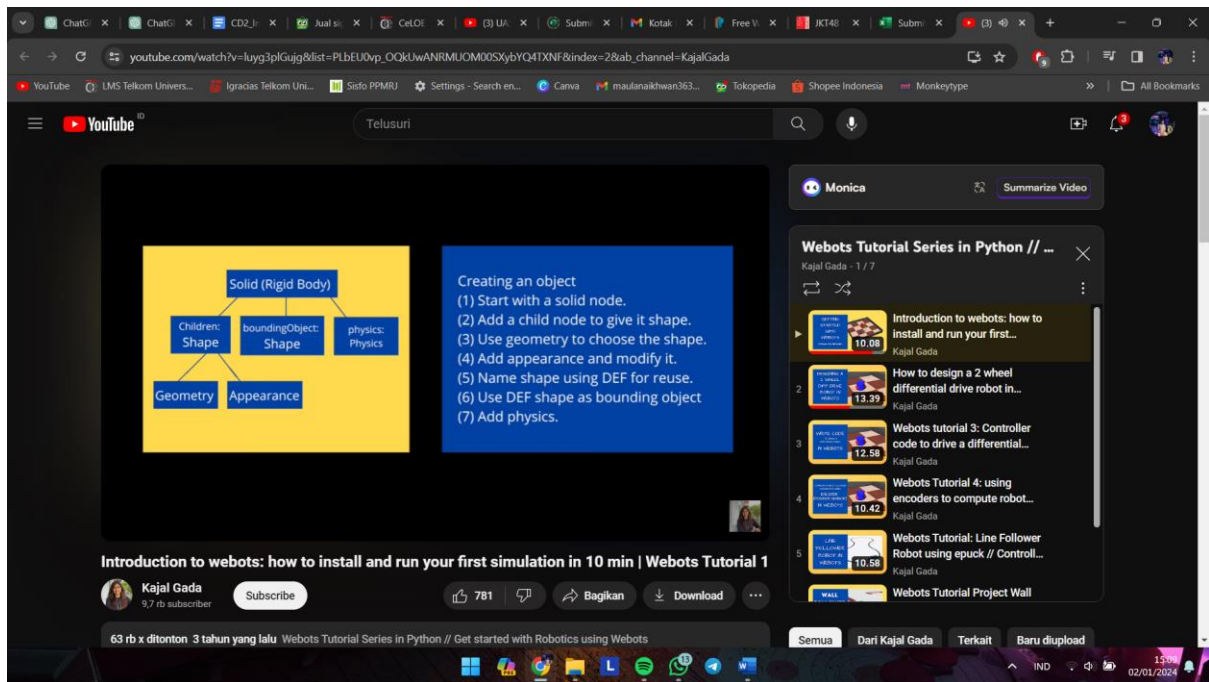 ChatG
ChatG
CD2_Ir
Jual si
CeLOE
(3) UA
Submi
Kotak
Free V
JKT48
Submi
(3)
youtube.com/watch?v=luyg3plGujg&list=PLbEU0vp_OQkUwANRMUOM00SXybYQ4TXNF&index=2&ab_channel=KajalGada
9
YouTube
LMS Telkom Univers...
Igracias Telkom Uni...
Sisfo PPMRJ
Settings - Search en...
Canva
maulanaikhwan363...
Tokopedia
Shopee Indonesia
Monkeytype
»
All Bookmarks
YouTube ID
Telusuri
3
Solid (Rigid Body)
Children:
Shape
boundingObject:
Shape
physics:
Physics
Geometry
Appearance
Creating an object
(1) Start with a solid node.
(2) Add a child node to give it shape.
(3) Use geometry to choose the shape.
(4) Add appearance and modify it.
(5) Name shape using DEF for reuse.
(6) Use DEF shape as bounding object
(7) Add physics.
Introduction to webots: how to install and run your first simulation in 10 min | Webots Tutorial 1
Kajal Gada
9,7 rb subscriber
Subscribe
781
Bagikan
Download
63 rb x ditonton 3 tahun yang lalu Webots Tutorial Series in Python // Get started with Robotics using Webots
Monica
Summarize Video
Webots Tutorial Series in Python // ...
Kajal Gada - 1 / 7
10.08
Introduction to webots: how to
install and run your first...
Kajal Gada
2
13.39
How to design a 2 wheel
differential drive robot in...
Kajal Gada
3
12.58
Webots tutorial 3: Controller
code to drive a differential...
Kajal Gada
4
10.42
Webots Tutorial 4: using
encoders to compute robot...
Kajal Gada
5
LINE
FOLLOWER
10.58
Webots Tutorial: Line Follower
Robot using epuck // Controll...
Kajal Gada
WALL
Webots Tutorial Project Wall
Semua
Dari Kajal Gada
Terkait
Baru diupload
L
13
IND
15:09
02/01/2024